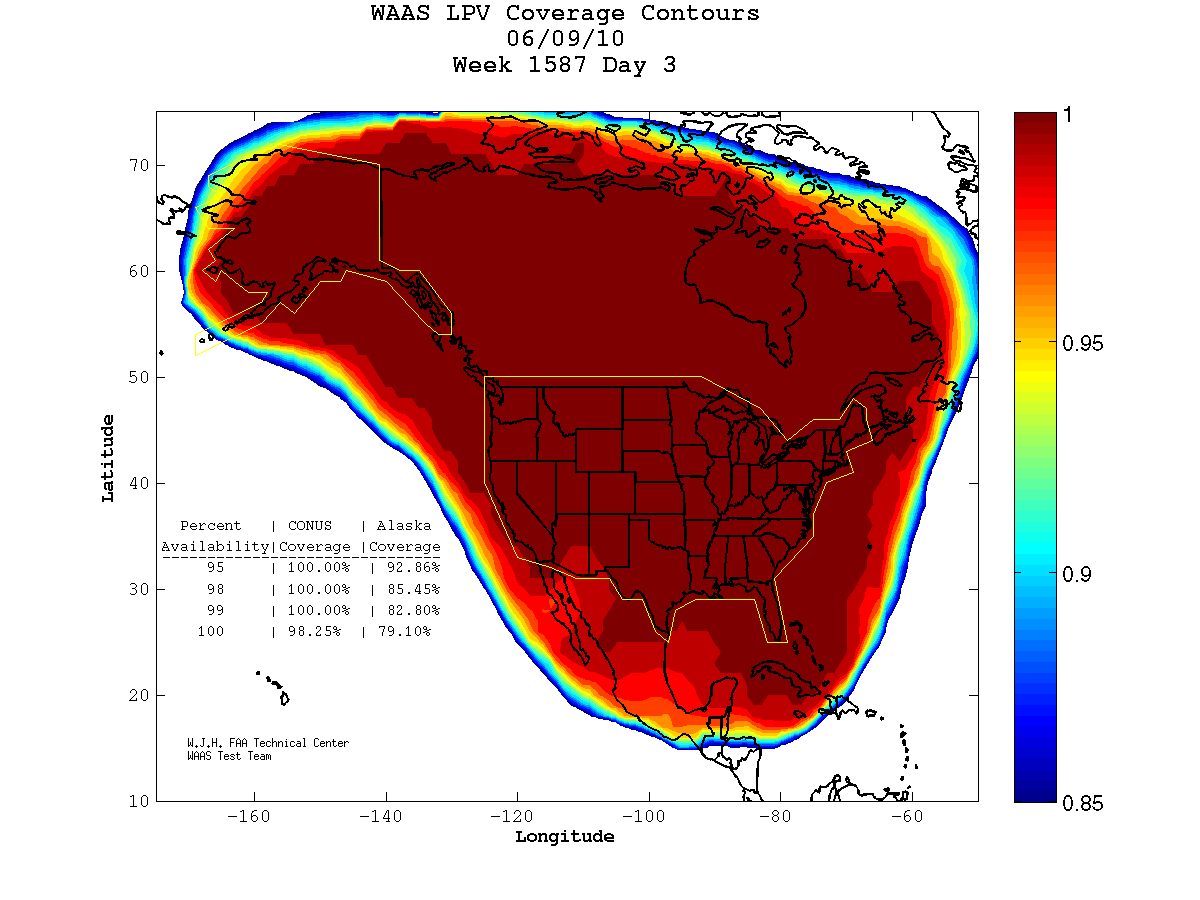 WAAS LPV Coverage Contours
06/09/10
Week 1587 Day 3
70
60
50
40
30
20
10
Latitude
-160
-140
-120
-100
-80
-60
Longitude
1
0.95
0.9
0.85
Percent | CONUS | Alaska
Availability|Coverage |Coverage
95 | 100.00% | 92.86%
98 | 100.00% | 85.45%
99 | 100.00% | 82.80%
100 | 98.25% | 79.10%
W.J.H. FAA Technical Center
WAAS Test Team